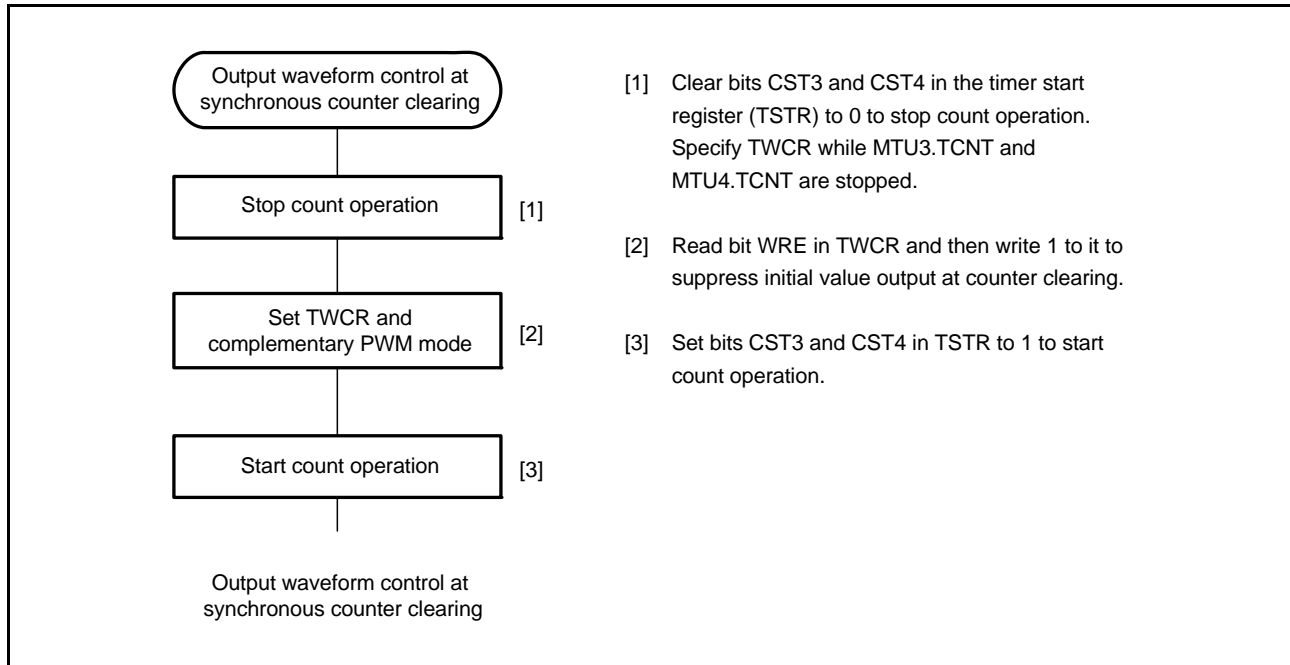 Output waveform control at
synchronous counter clearing
Stop count operation
[1]
Set TWCR and
complementary PWM mode
[2]
Start count operation
[3]
Output waveform control at
synchronous counter clearing
[1] Clear bits CST3 and CST4 in the timer start
register (TSTR) to 0 to stop count operation.
Specify TWCR while MTU3.TCNT and
MTU4.TCNT are stopped.
[2] Read bit WRE in TWCR and then write 1 to it to
suppress initial value output at counter clearing.
[3] Set bits CST3 and CST4 in TSTR to 1 to start
count operation.